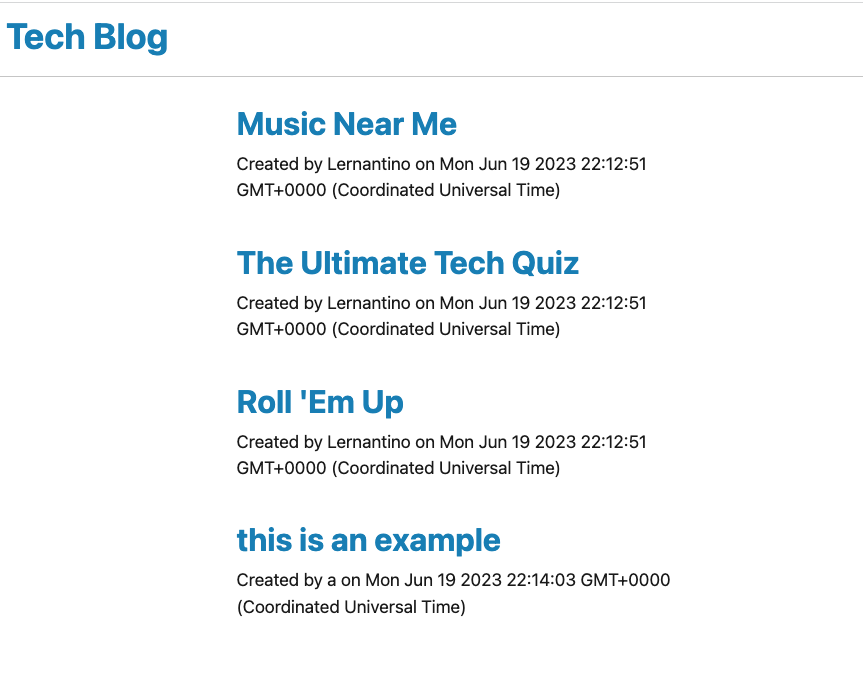 Tech Blog
Music Near Me
Created by Lernantino on Mon Jun 19 2023 22:12:51
GMT+0000 (Coordinated Universal Time)
The Ultimate Tech Quiz
Created by Lernantino on Mon Jun 19 2023 22:12:51
GMT+0000 (Coordinated Universal Time)
Roll 'Em Up
Created by Lernantino on Mon Jun 19 2023 22:12:51
GMT+0000 (Coordinated Universal Time)
this is an example
Created by a on Mon Jun 19 2023 22:14:03 GMT+0000
(Coordinated Universal Time)